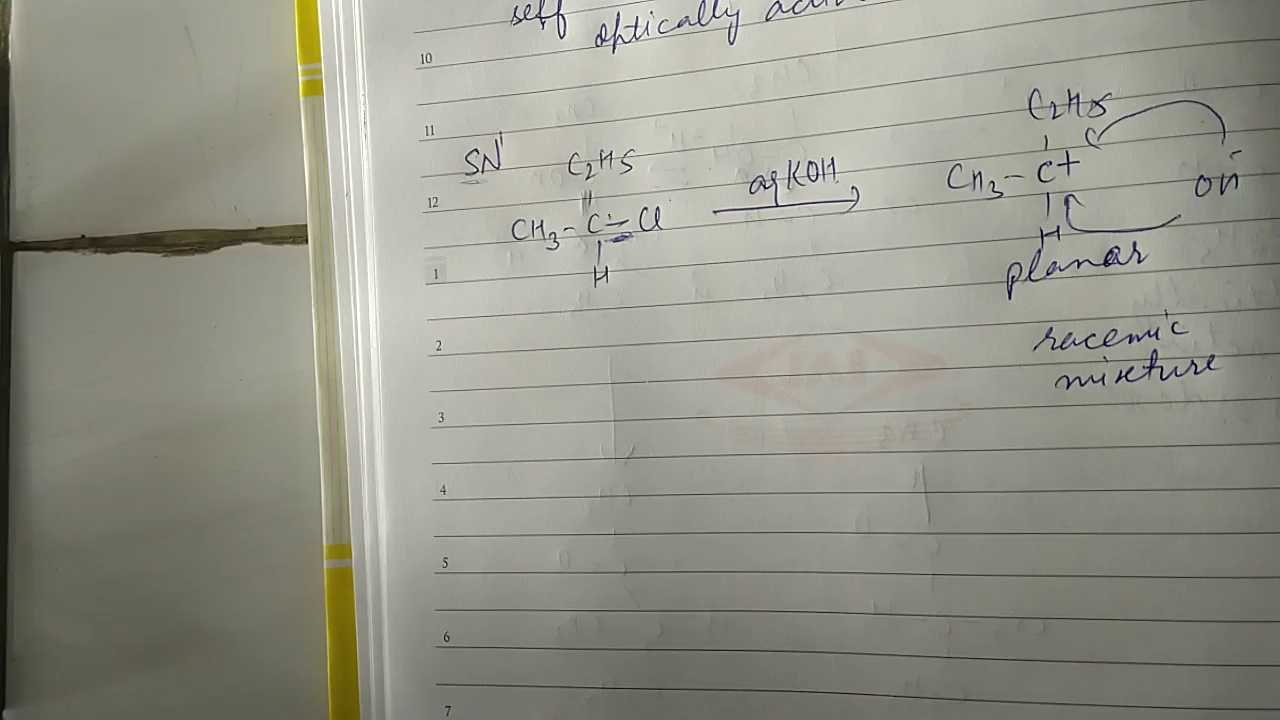 self optically
10
11
SN¹ C2H5
12
CH3-C-Cl
H
aq KOH
C2H5
CH3-C+
H
OH-
planar
1
racemic
mixture
2
3
4
5
6
7